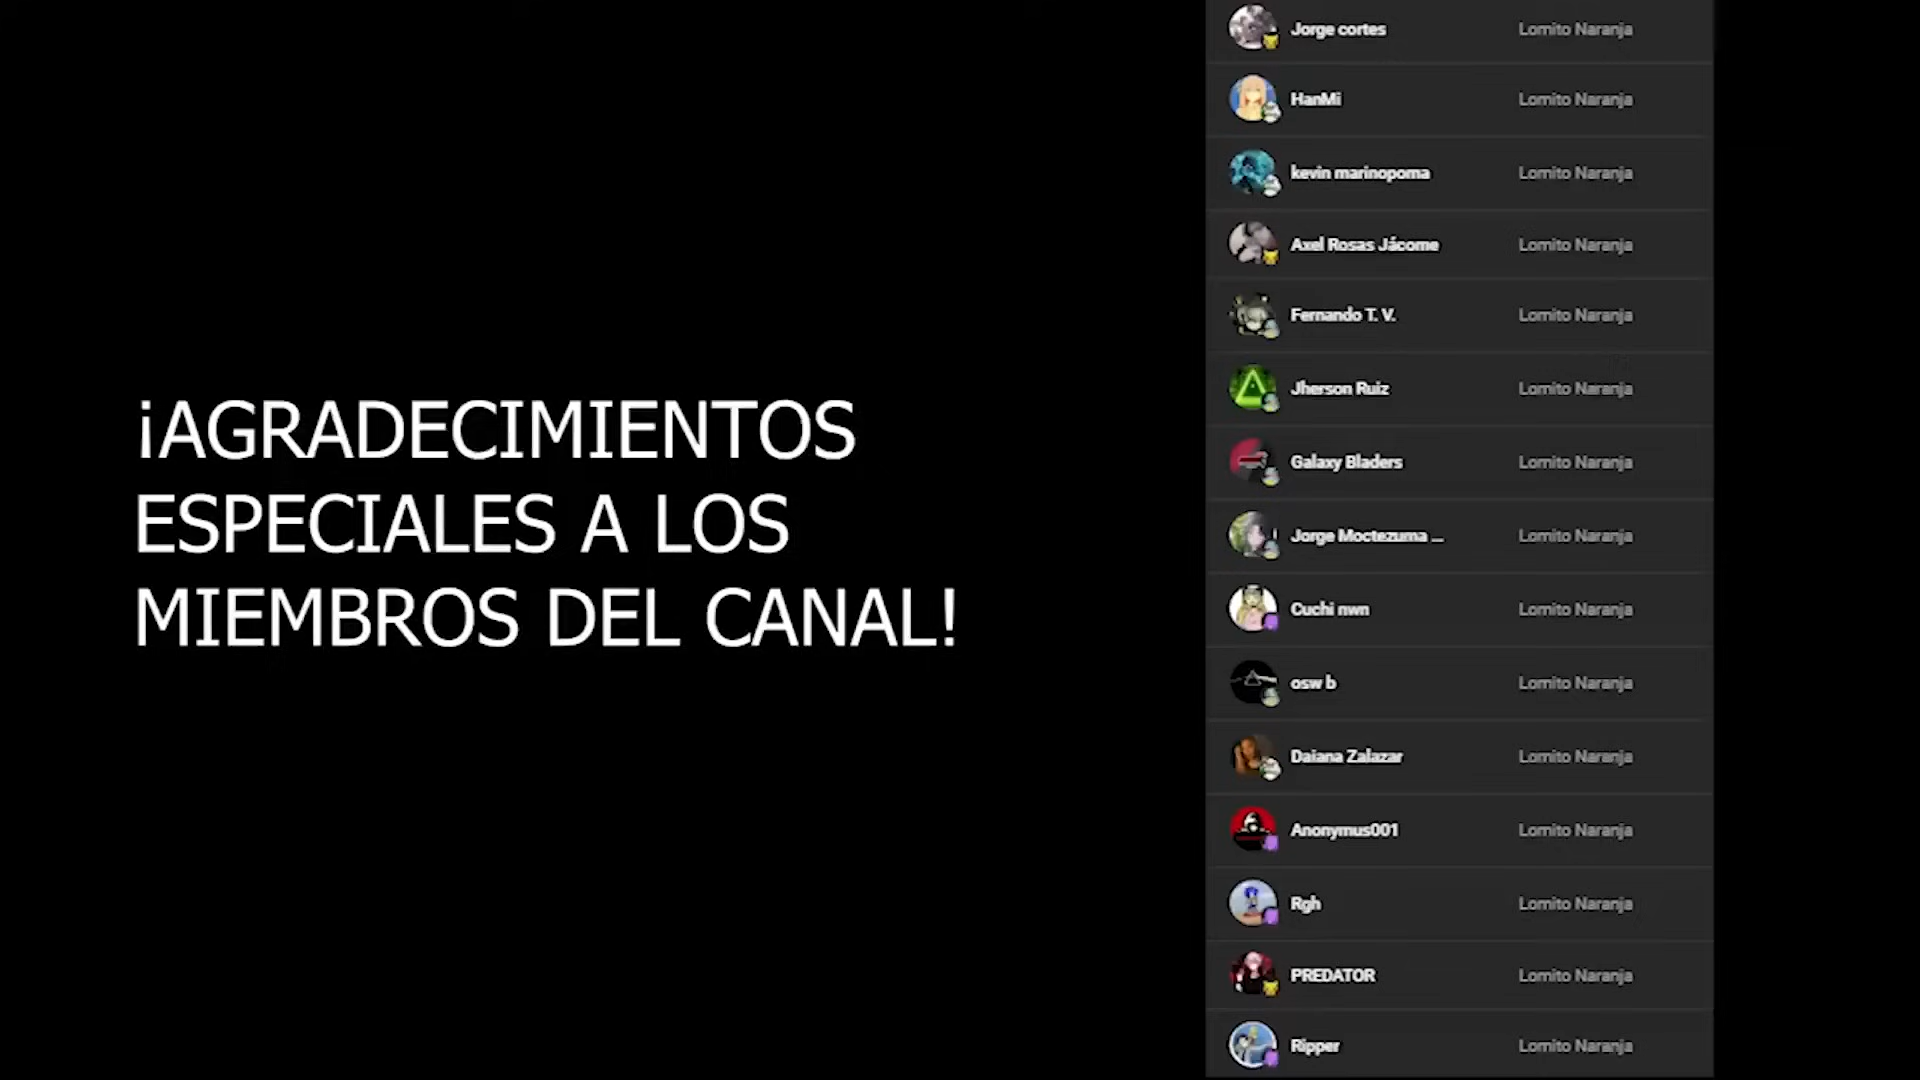 ¡AGRADECIMIENTOS
ESPECIALES A LOS
MIEMBROS DEL CANAL!
Jorge cortes Lomito Naranja
HanMi Lomito Naranja
kevin marinopoma Lomito Naranja
Axel Rosas Jácome Lomito Naranja
Fernando T. V. Lomito Naranja
Jherson Ruiz Lomito Naranja
Galaxy Bladers Lomito Naranja
Jorge Moctezuma ... Lomito Naranja
Cuchi nwn Lomito Naranja
osw b Lomito Naranja
Daiana Zalazar Lomito Naranja
Anonymus001 Lomito Naranja
Rgh Lomito Naranja
PREDATOR Lomito Naranja
Ripper Lomito Naranja